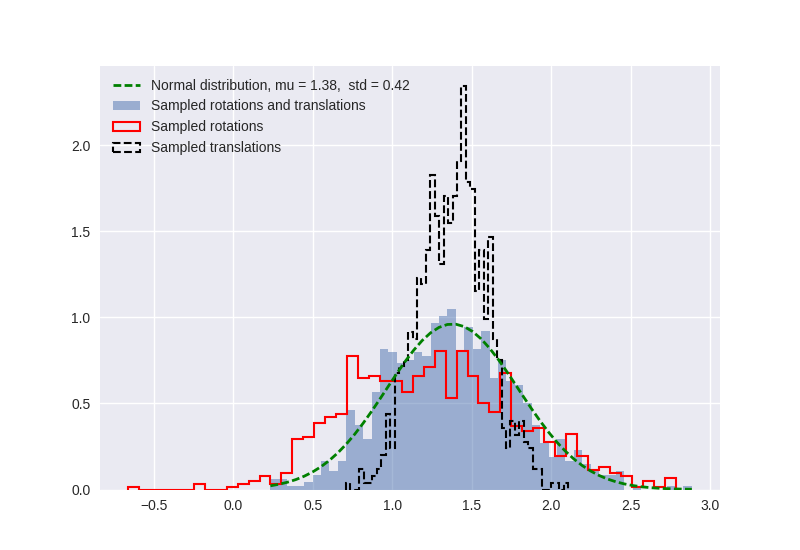 Normal distribution, mu = 1.38,  std = 0.42
Sampled rotations and translations
Sampled rotations
Sampled translations
2.0
1.5
1.0
0.5
0.0
−0.5 0.0 0.5 1.0 1.5 2.0 2.5 3.0